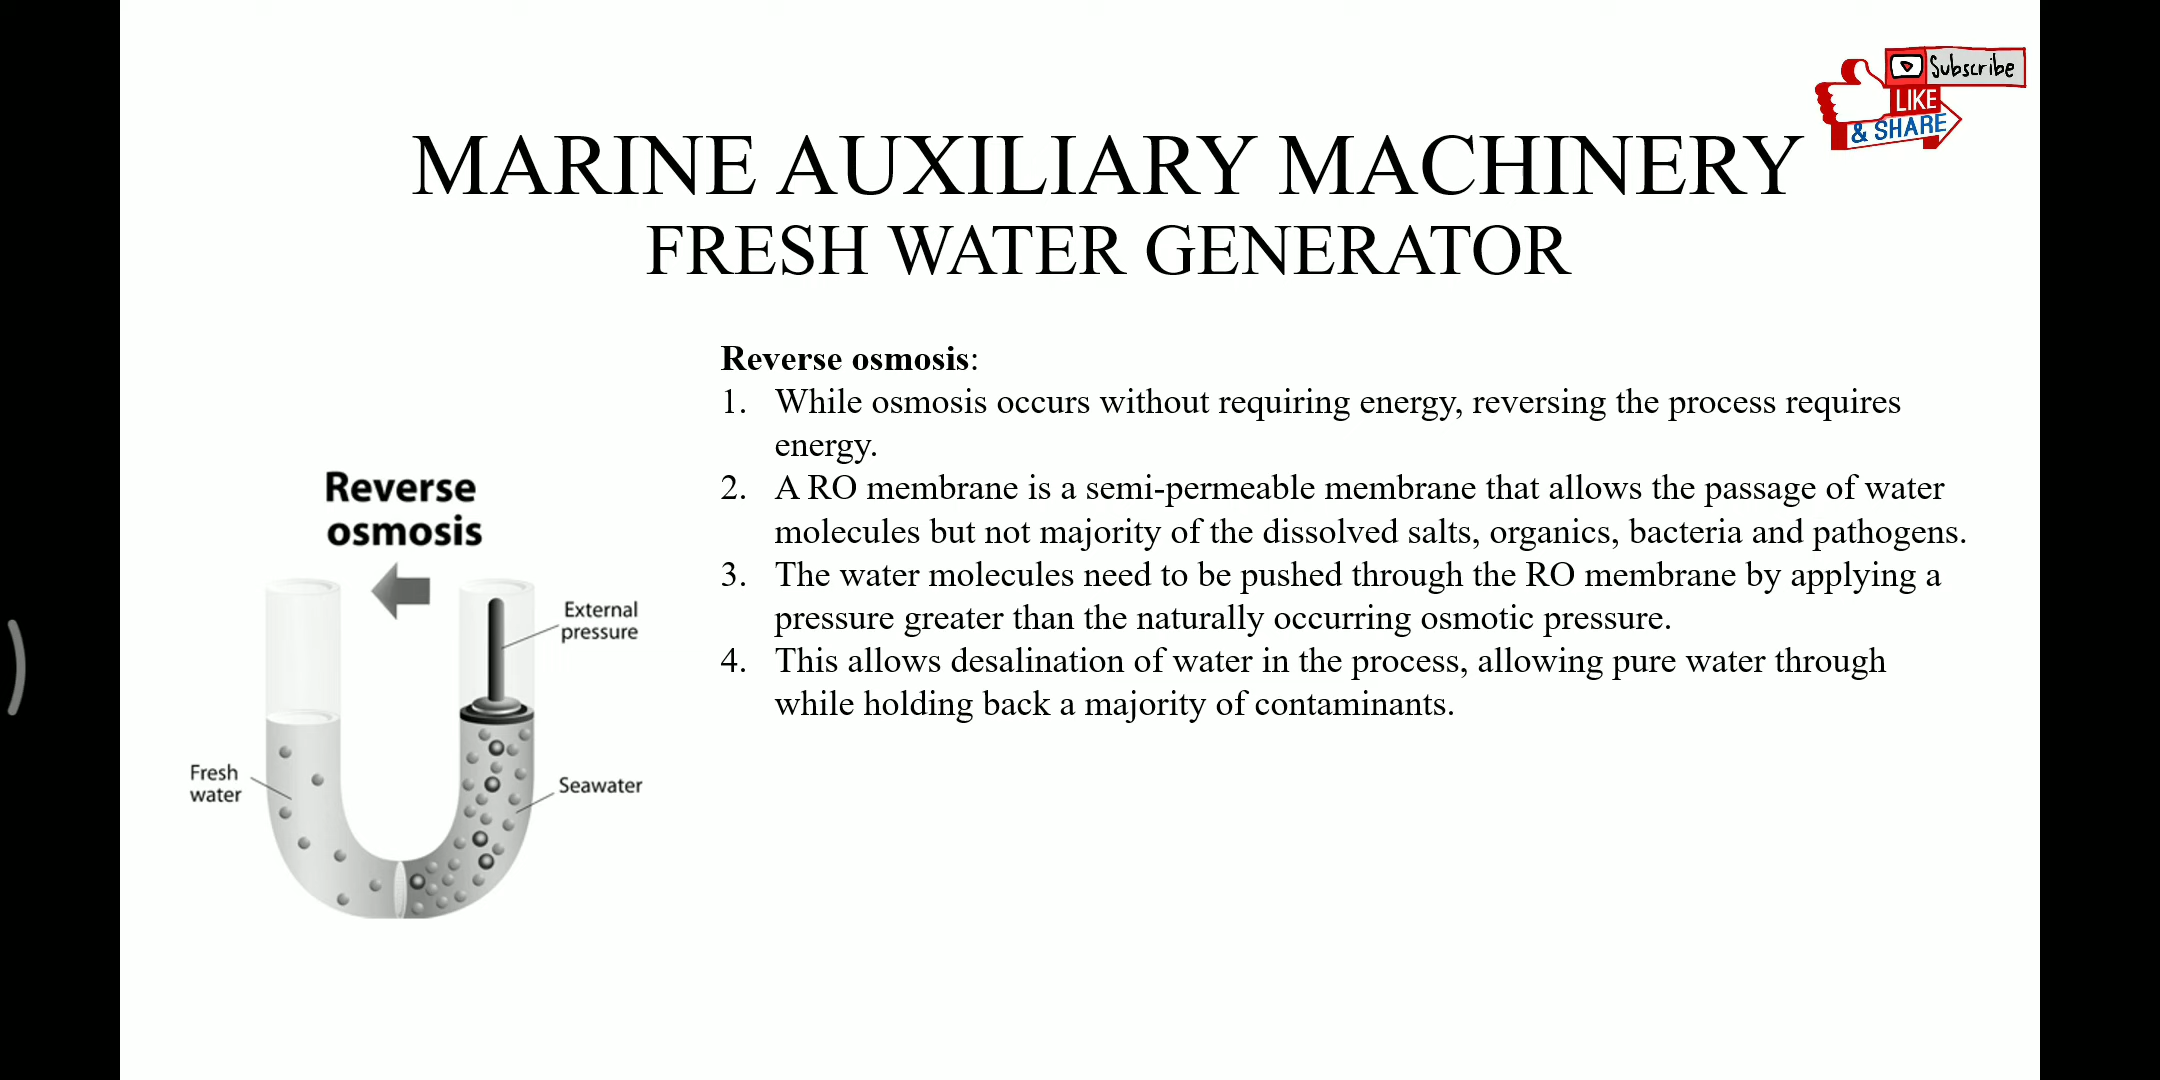 Subscribe
LIKE
& SHARE
MARINE AUXILIARY MACHINERY
FRESH WATER GENERATOR
Reverse osmosis:
1. While osmosis occurs without requiring energy, reversing the process requires
energy.
2. A RO membrane is a semi-permeable membrane that allows the passage of water
molecules but not majority of the dissolved salts, organics, bacteria and pathogens.
3. The water molecules need to be pushed through the RO membrane by applying a
pressure greater than the naturally occurring osmotic pressure.
4. This allows desalination of water in the process, allowing pure water through
while holding back a majority of contaminants.
Reverse
osmosis
External
pressure
Fresh
water
Seawater